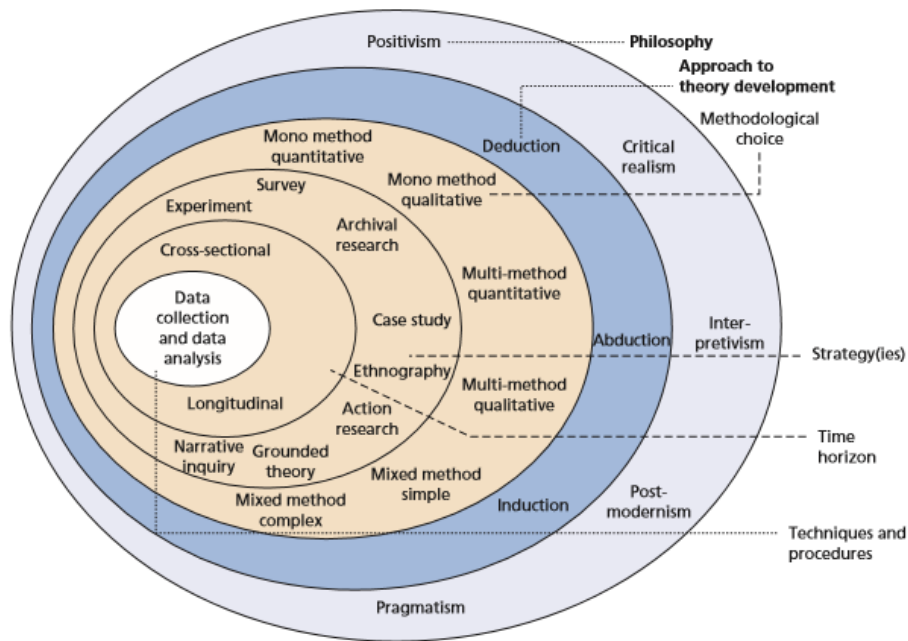 Positivism
Philosophy
Approach to
theory development
Methodological
choice
Deduction
Critical
realism
Mono method
quantitative
Mono method
qualitative
Survey
Experiment
Archival
research
Cross-sectional
Multi-method
quantitative
Data
collection
and data
analysis
Case study
Abduction
Inter-
pretivism
Strategy(ies)
Ethnography
Multi-method
qualitative
Longitudinal
Action
research
Time
horizon
Narrative
inquiry
Grounded
theory
Mixed method
simple
Mixed method
complex
Induction
Post-
modernism
Techniques and
procedures
Pragmatism